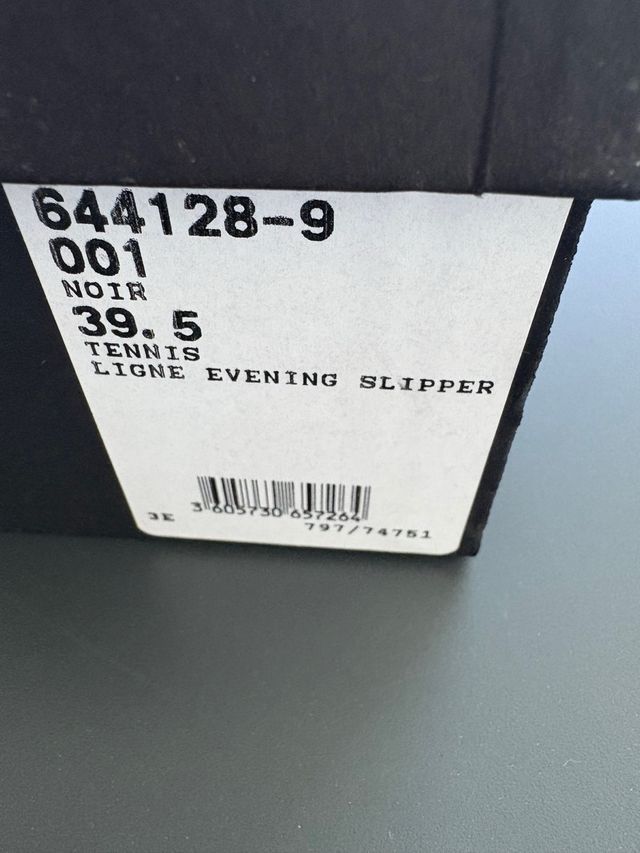 644128-9
001
NOIR
39.5
TENNIS
LIGNE EVENING SLIPPER
3 605730 657264
3E
797/74751